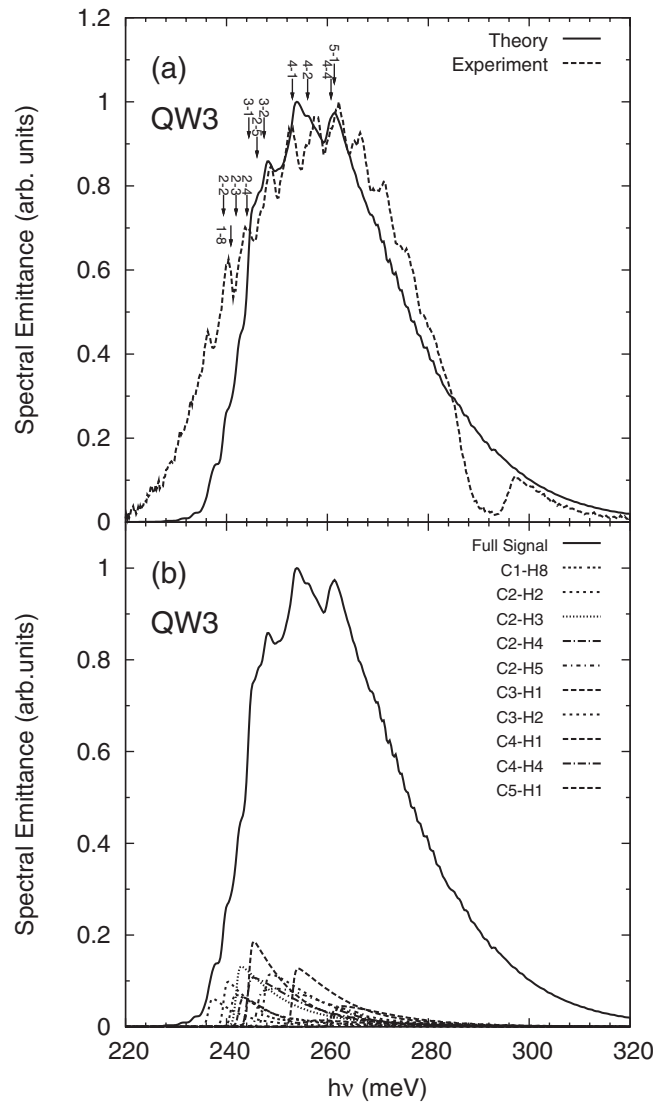 (a)
QW3
Theory
Experiment
2-2
1-8
2-3
2-4
3-1
2-5
3-2
4-1
4-2
4-4
5-1
Spectral Emittance (arb. units)
1
0.8
0.6
0.4
0.2
0
(b)
QW3
Full Signal
C1-H8
C2-H2
C2-H3
C2-H4
C2-H5
C3-H1
C3-H2
C4-H1
C4-H4
C5-H1
Spectral Emittance (arb.units)
1
0.8
0.6
0.4
0.2
0
220 240 260 280 300 320
hν (meV)